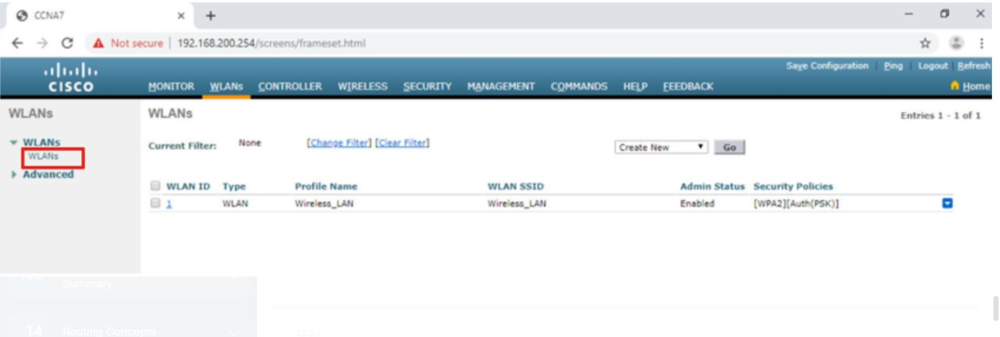 CCNA7
Not secure | 192.168.200.254/screens/frameset.html
Save Configuration | Ping | Logout | Refresh
CISCO MONITOR WLANs CONTROLLER WIRELESS SECURITY MANAGEMENT COMMANDS HELP FEEDBACK Home
WLANs WLANs Entries 1 - 1 of 1
WLANs
WLANs
Advanced
Current Filter: None [Change Filter] [Clear Filter] Create New Go
WLAN ID Type Profile Name WLAN SSID Admin Status Security Policies
1 WLAN Wireless_LAN Wireless_LAN Enabled [WPA2][Auth(PSK)]
Summary
14 Routing Concepts
13.2.7